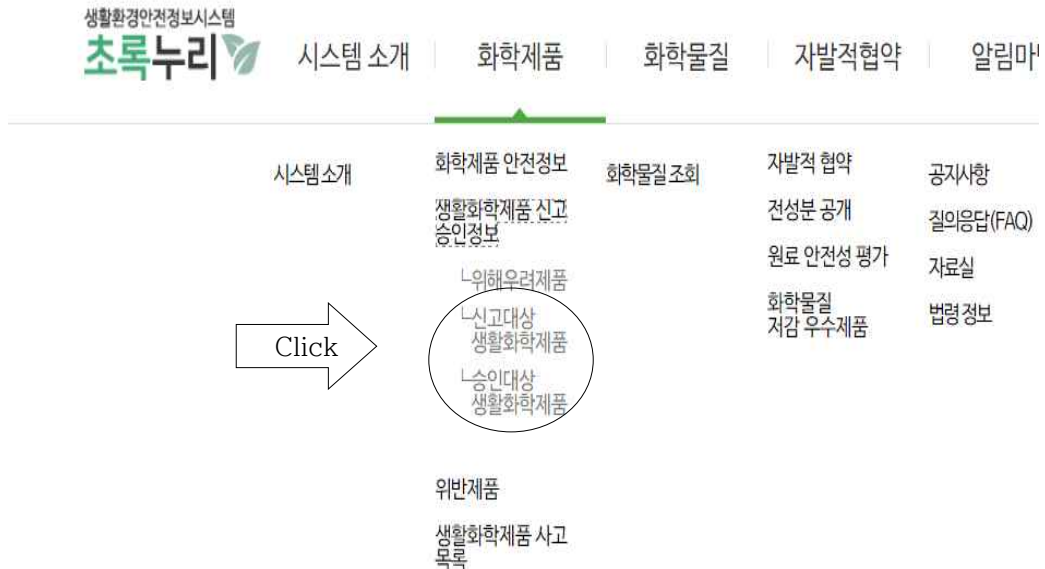 생활환경안전정보시스템
초록누리
시스템 소개
화학제품
화학물질
자발적협약
알림마
시스템 소개
화학제품 안전정보
생활화학제품 신고
승인정보
└위해우려제품
└신고대상
생활화학제품
└승인대상
생활화학제품
위반제품
생활화학제품 사고
목록
화학물질 조회
자발적 협약
전성분 공개
원료 안전성 평가
화학물질
저감 우수제품
공지사항
질의응답(FAQ)
자료실
법령 정보
Click